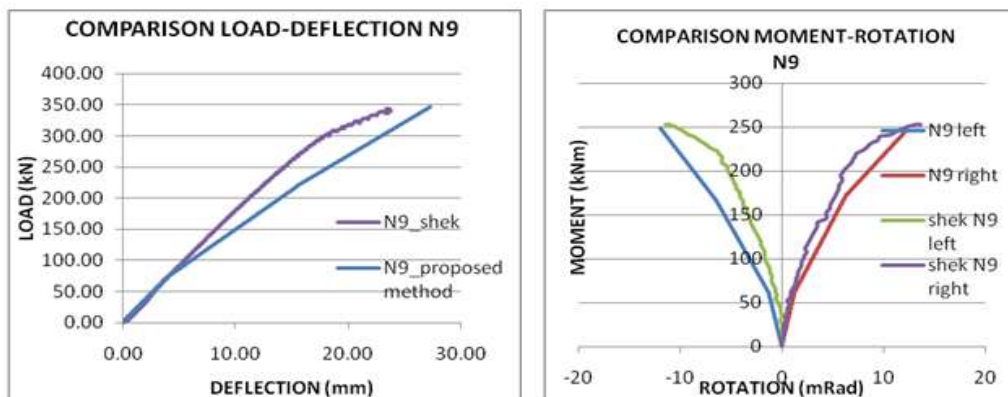 COMPARISON LOAD-DEFLECTION N9
400.00
350.00
300.00
250.00
200.00
150.00
100.00
50.00
0.00
LOAD (kN)
0.00 10.00 20.00 30.00
DEFLECTION (mm)
N9_shek
N9_proposed
method
COMPARISON MOMENT-ROTATION
N9
300
250
200
150
100
50
0
MOMENT (kNm)
-20 -10 0 10 20
ROTATION (mRad)
N9 left
N9 right
shek N9
left
shek N9
right